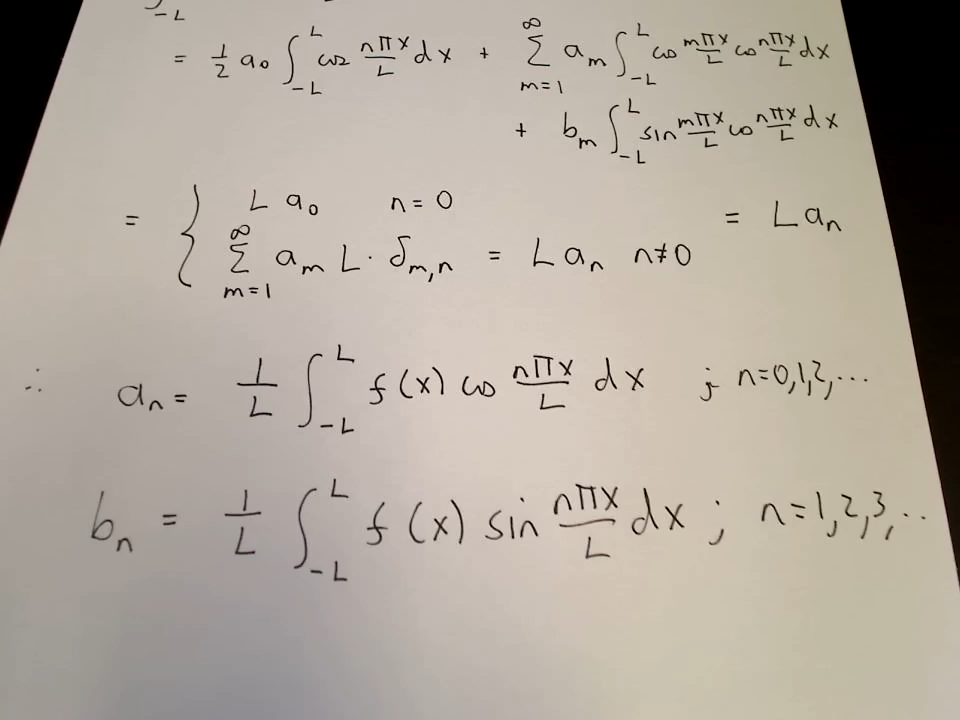 -L
= 1/2 a₀ ∫_{-L}^{L} cos nπx/L dx + ∑_{m=1}^{∞} a_m ∫_{-L}^{L} cos mπx/L cos nπx/L dx
+ b_m ∫_{-L}^{L} sin mπx/L cos nπx/L dx
= { L a₀ n=0
∑_{m=1}^{∞} a_m L · δ_{m,n} = L a_n n≠0 = L a_n
∴ a_n = 1/L ∫_{-L}^{L} f(x) cos nπx/L dx ; n=0,1,2,...
b_n = 1/L ∫_{-L}^{L} f(x) sin nπx/L dx ; n=1,2,3,...